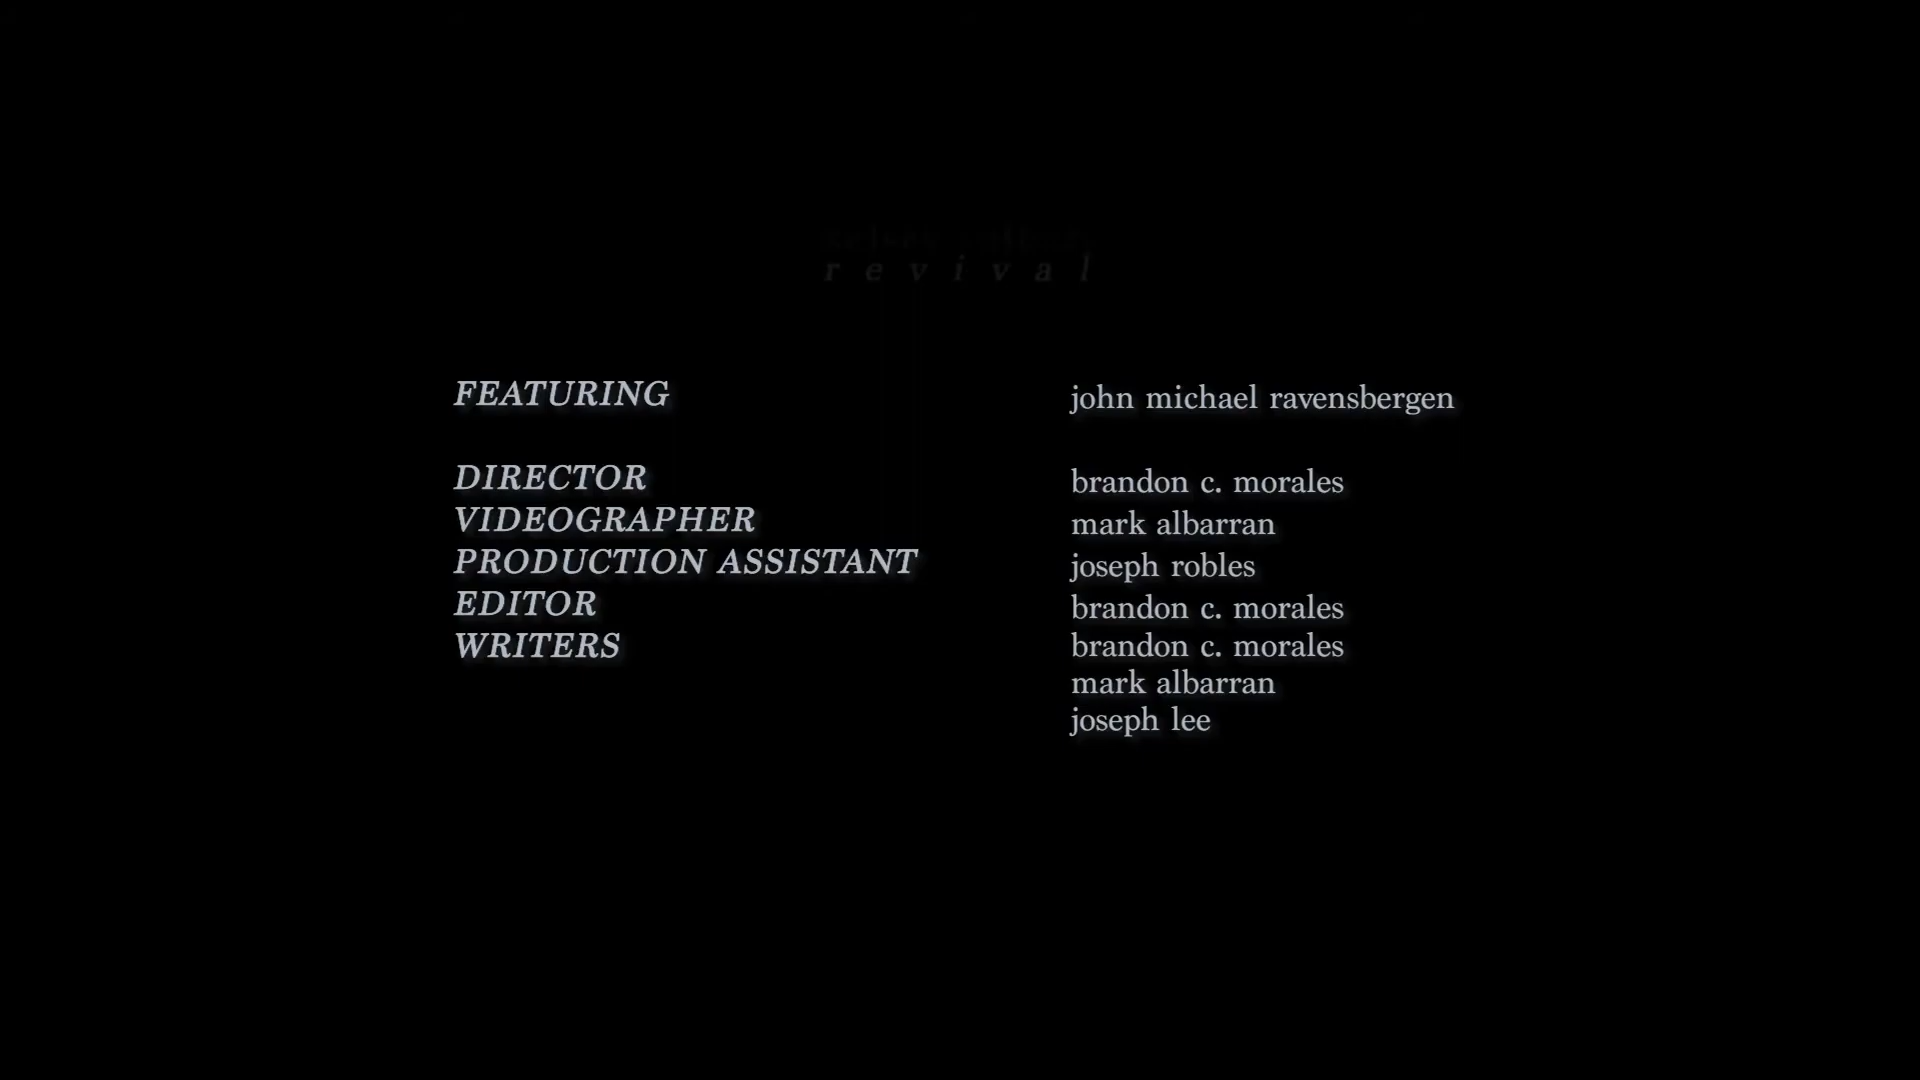 r e v i v a l
FEATURING john michael ravensbergen
DIRECTOR brandon c. morales
VIDEOGRAPHER mark albarran
PRODUCTION ASSISTANT joseph robles
EDITOR brandon c. morales
WRITERS brandon c. morales
mark albarran
joseph lee